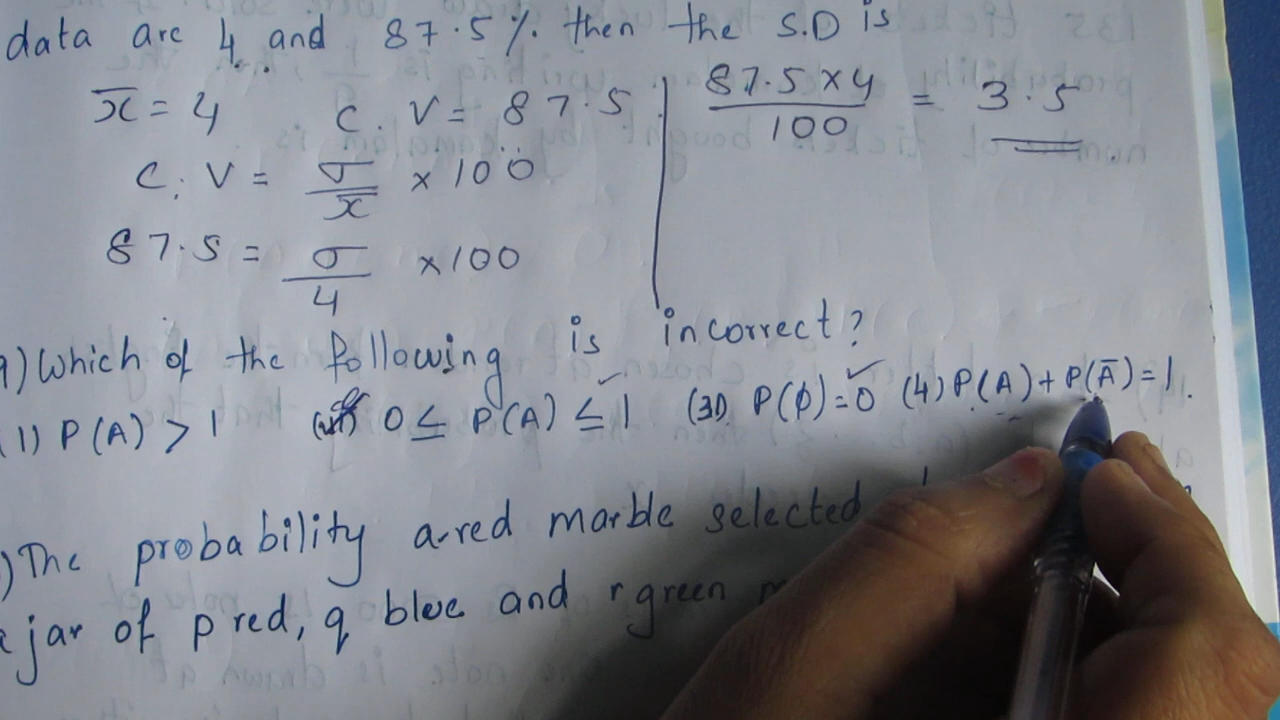 data are 4 and 87.5%. then the S.D is
x̅ = 4 C.V = 87.5
C.V = σ/x̅ × 100
87.5 = σ/4 × 100
87.5 × 4 / 100 = 3.5
9) Which of the following is incorrect?
(1) P(A) > 1 0 ≤ P(A) ≤ 1 ✓ (3) P(ϕ) = 0 ✓ (4) P(A) + P(A̅) = 1.
) The probability a red marble selected
jar of p red, q blue and r green